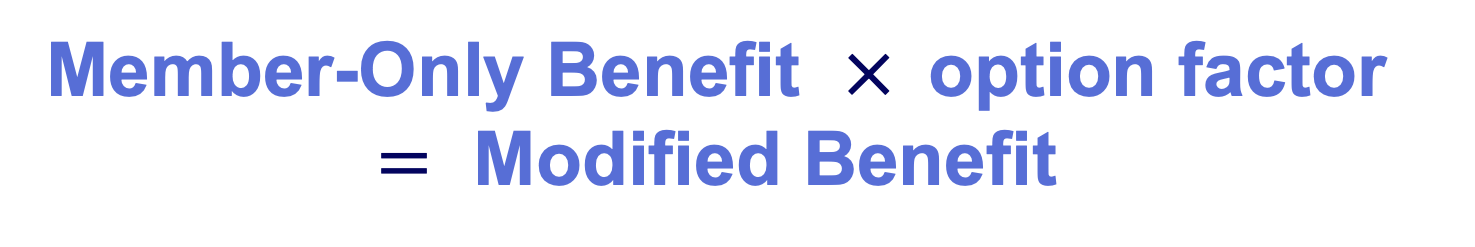 Member-Only Benefit × option factor
= Modified Benefit